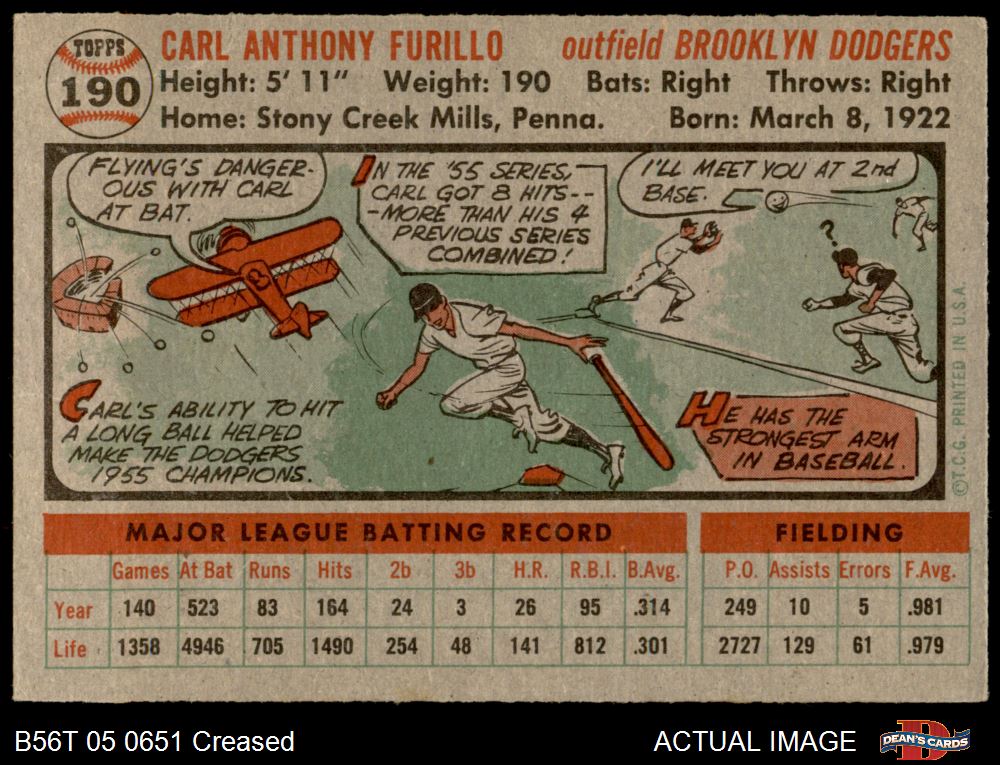 TOPPS
190
CARL ANTHONY FURILLO outfield BROOKLYN DODGERS
Height: 5' 11" Weight: 190 Bats: Right Throws: Right
Home: Stony Creek Mills, Penna. Born: March 8, 1922
FLYING'S DANGER-
OUS WITH CARL
AT BAT.
IN THE '55 SERIES,
CARL GOT 8 HITS--
-MORE THAN HIS 4
PREVIOUS SERIES
COMBINED!
I'LL MEET YOU AT 2nd
BASE.
?
CARL'S ABILITY TO HIT
A LONG BALL HELPED
MAKE THE DODGERS
1955 CHAMPIONS.
HE HAS THE
STRONGEST ARM
IN BASEBALL.
©T.C.G. PRINTED IN U.S.A.
MAJOR LEAGUE BATTING RECORD FIELDING
Games At Bat Runs Hits 2b 3b H.R. R.B.I. B.Avg. P.O. Assists Errors F.Avg.
Year 140 523 83 164 24 3 26 95 .314 249 10 5 .981
Life 1358 4946 705 1490 254 48 141 812 .301 2727 129 61 .979
B56T 05 0651 Creased ACTUAL IMAGE
DEAN'S CARDS